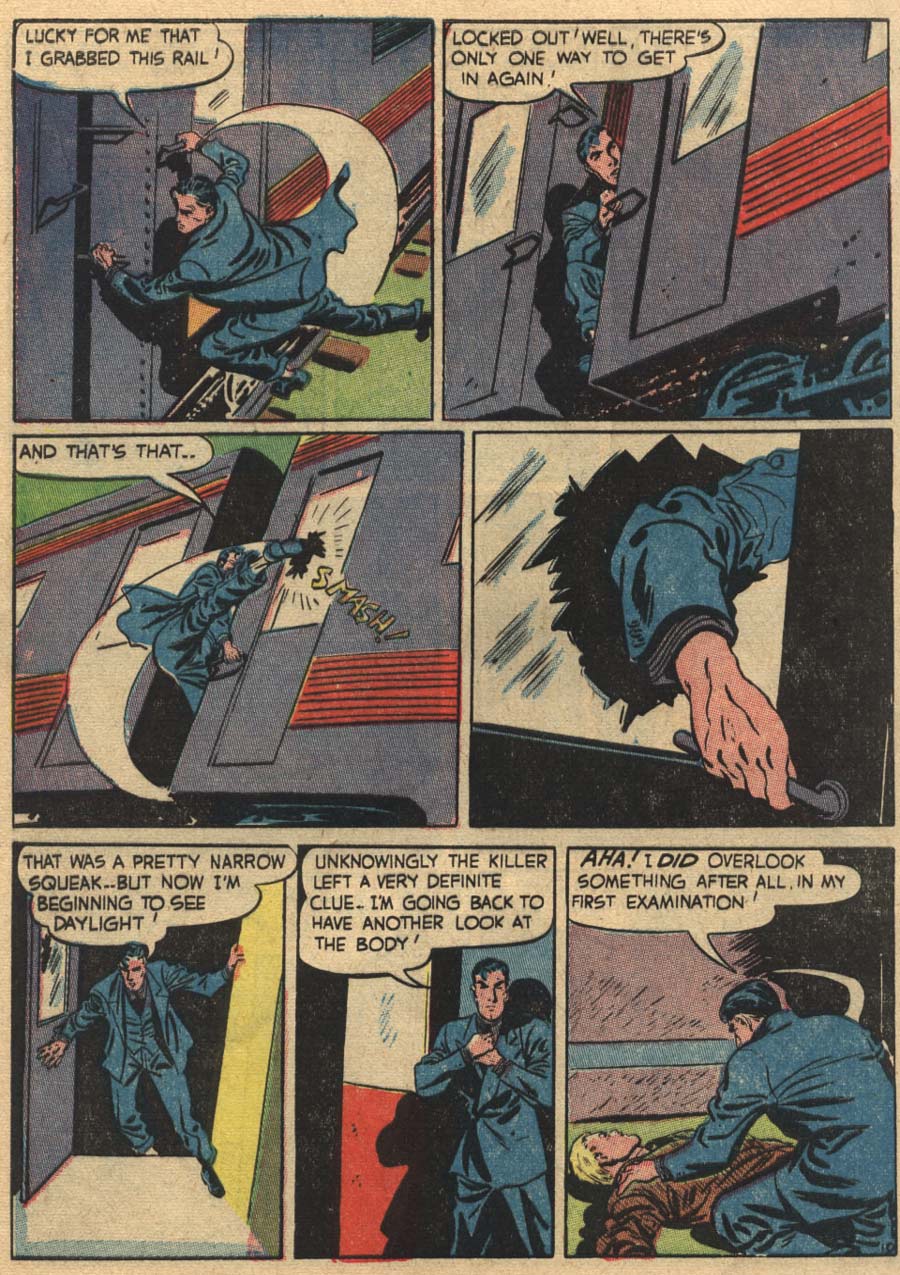 LUCKY FOR ME THAT
I GRABBED THIS RAIL!
LOCKED OUT! WELL, THERE'S
ONLY ONE WAY TO GET
IN AGAIN!
AND THAT'S THAT..
SMASH!
THAT WAS A PRETTY NARROW
SQUEAK--BUT NOW I'M
BEGINNING TO SEE
DAYLIGHT!
UNKNOWINGLY THE KILLER
LEFT A VERY DEFINITE
CLUE.. I'M GOING BACK TO
HAVE ANOTHER LOOK AT
THE BODY!
AHA! I DID OVERLOOK
SOMETHING AFTER ALL, IN MY
FIRST EXAMINATION!
10